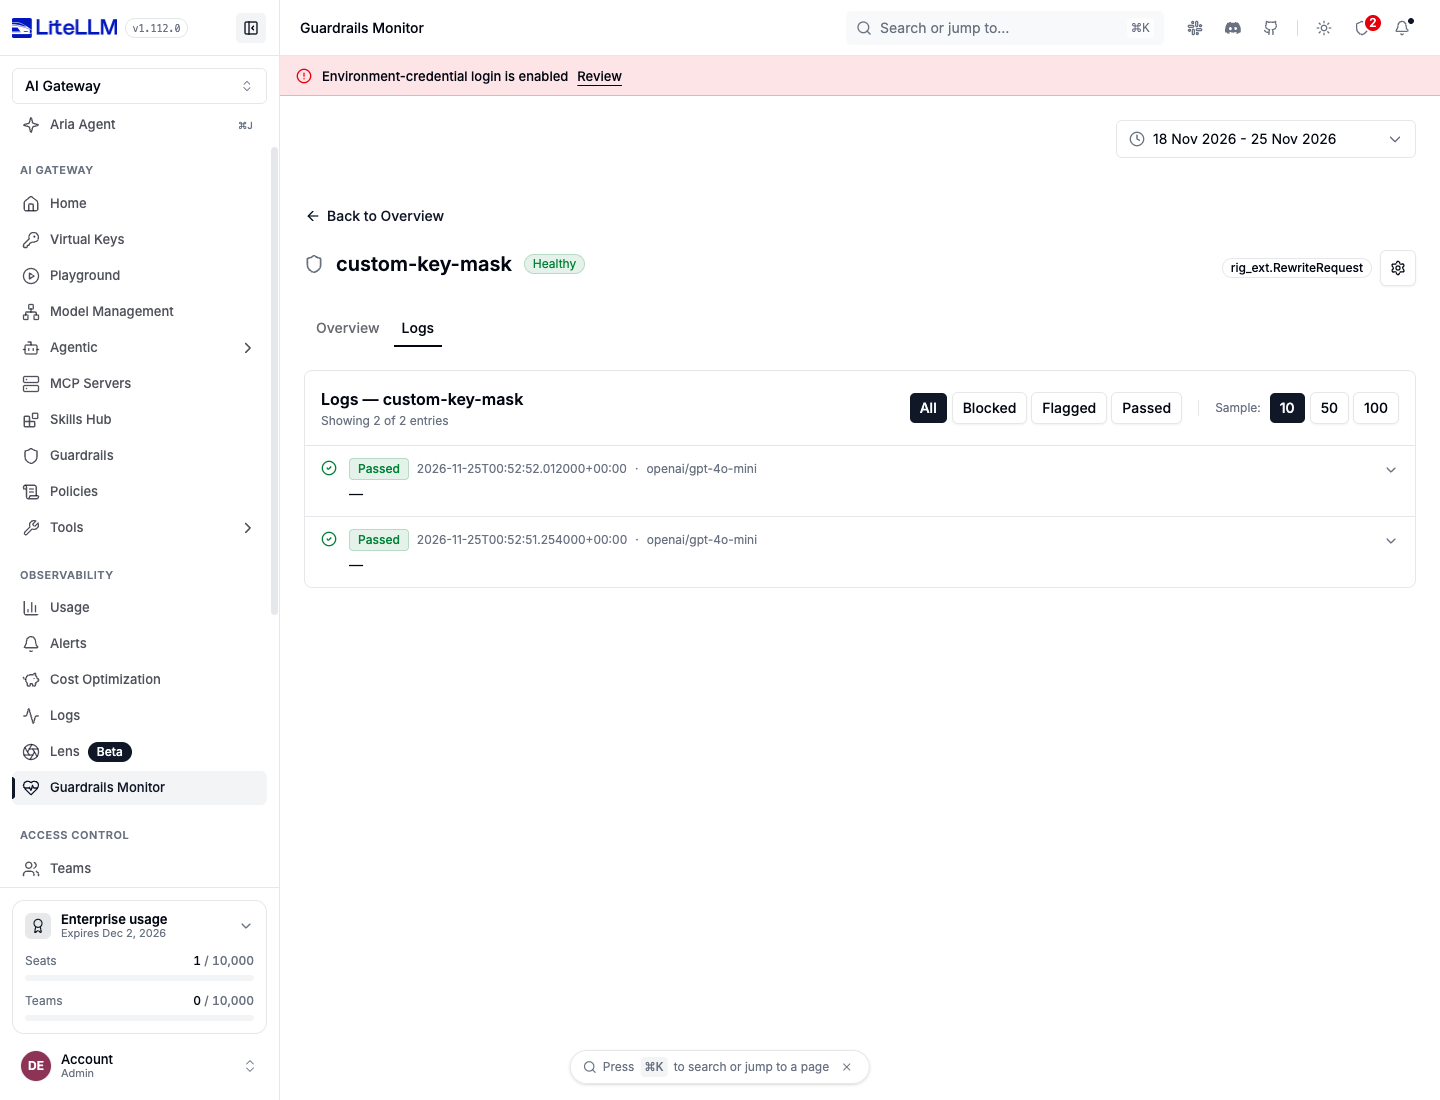 LiteLLM v1.112.0
Guardrails Monitor
Search or jump to... ⌘K
2
Environment-credential login is enabled Review
AI Gateway
Aria Agent ⌘J
AI GATEWAY
Home
Virtual Keys
Playground
Model Management
Agentic
MCP Servers
Skills Hub
Guardrails
Policies
Tools
OBSERVABILITY
Usage
Alerts
Cost Optimization
Logs
Lens Beta
Guardrails Monitor
ACCESS CONTROL
Teams
Enterprise usage
Expires Dec 2, 2026
Seats 1 / 10,000
Teams 0 / 10,000
DE
Account
Admin
18 Nov 2026 - 25 Nov 2026
Back to Overview
custom-key-mask Healthy
rig_ext.RewriteRequest
Overview Logs
Logs — custom-key-mask
Showing 2 of 2 entries
All Blocked Flagged Passed Sample: 10 50 100
Passed 2026-11-25T00:52:52.012000+00:00 · openai/gpt-4o-mini
—
Passed 2026-11-25T00:52:51.254000+00:00 · openai/gpt-4o-mini
—
Press ⌘K to search or jump to a page ×